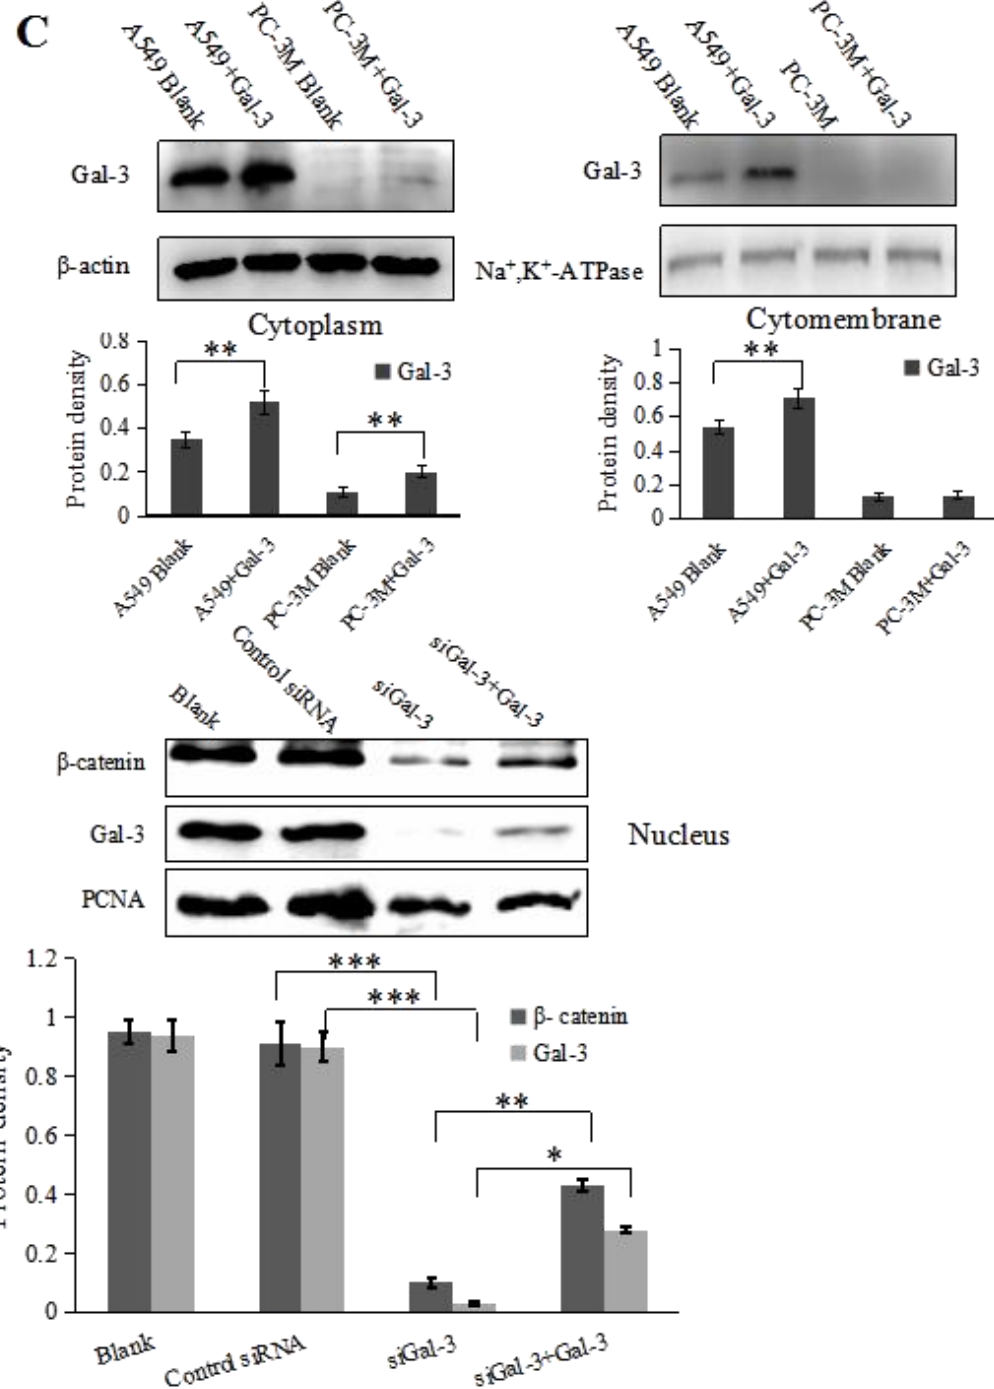 C
A549 Blank
A549+Gal-3
PC-3M Blank
PC-3M+Gal-3
Gal-3
β-actin
Cytoplasm
A549 Blank
A549+Gal-3
PC-3M
PC-3M+Gal-3
Gal-3
Na⁺,K⁺-ATPase
Cytomembrane
Protein density
0.8
0.6
0.4
0.2
0
**
**
Gal-3
A549 Blank
A549+Gal-3
PC-3M Blank
PC-3M+Gal-3
Protein density
1
0.8
0.6
0.4
0.2
0
**
Gal-3
A549 Blank
A549+Gal-3
PC-3M Blank
PC-3M+Gal-3
Blank
Control siRNA
siGal-3
siGal-3+Gal-3
β-catenin
Gal-3
PCNA
Nucleus
Protein density
1.2
1
0.8
0.6
0.4
0.2
0
***
***
**
*
β- catenin
Gal-3
Blank
Control siRNA
siGal-3
siGal-3+Gal-3